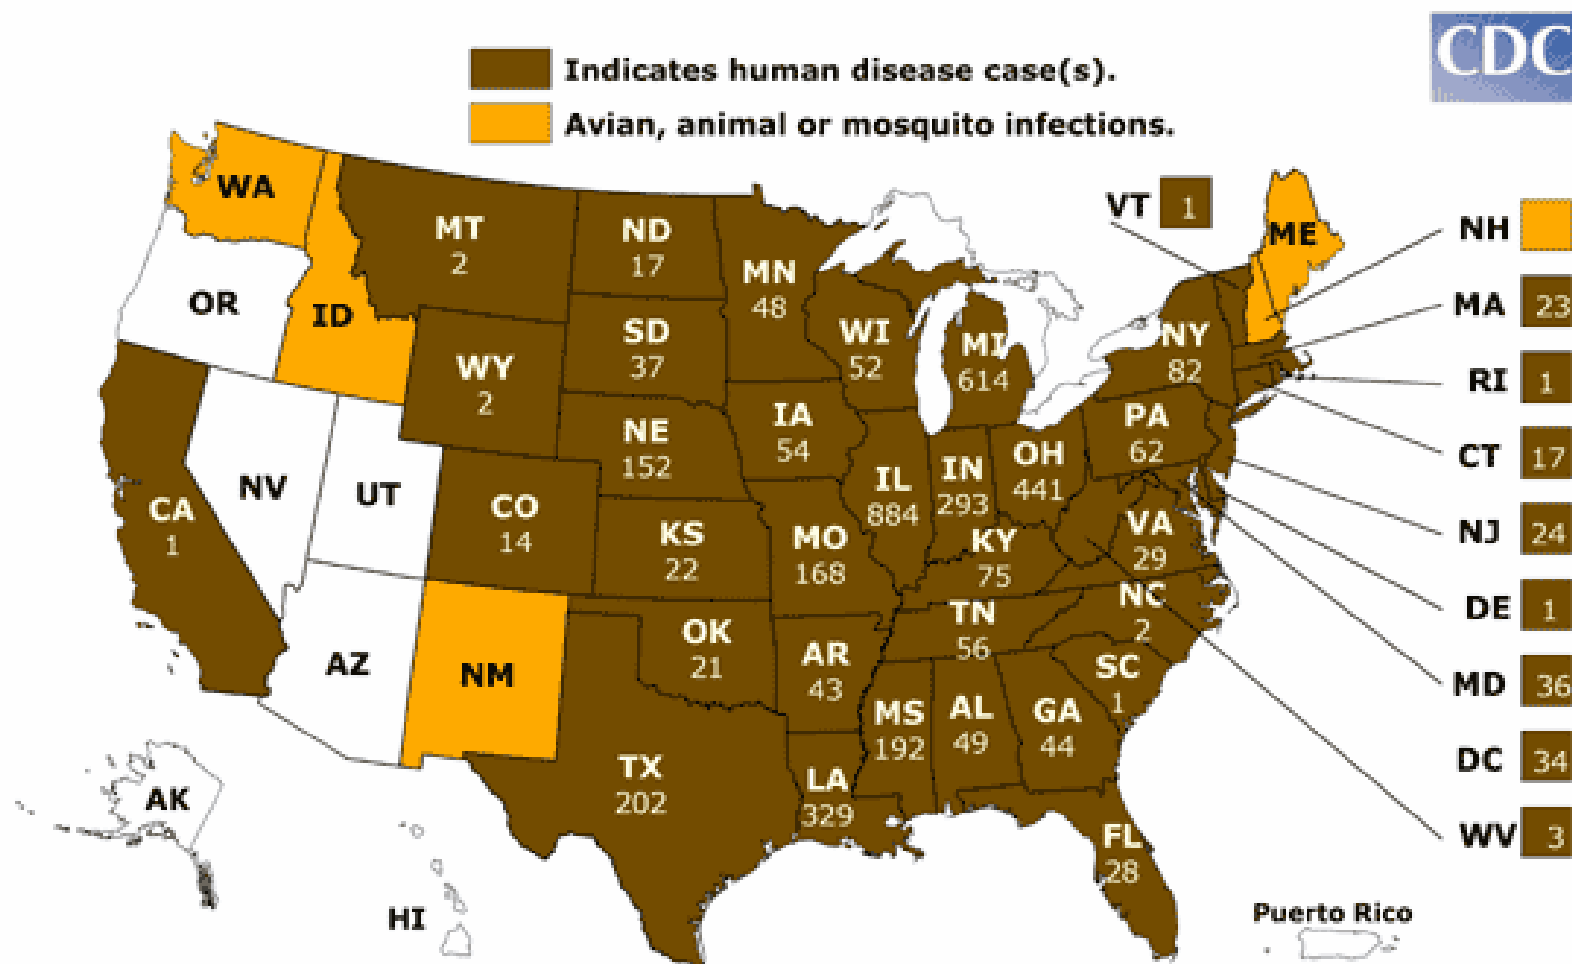 CDC
Indicates human disease case(s).
Avian, animal or mosquito infections.
WA
MT
2
ND
17
MN
48
VT 1
ME
NH
OR
ID
SD
37
WI
52
MI
614
NY
82
MA 23
WY
2
IA
54
PA
62
RI 1
NE
152
IL
884
IN
293
OH
441
CT 17
NV
UT
CA
1
CO
14
KS
22
MO
168
KY
75
VA
29
NJ 24
NC
2
DE 1
AZ
NM
OK
21
AR
43
TN
56
SC
1
MD 36
MS
192
AL
49
GA
44
DC 34
TX
202
LA
329
FL
28
WV 3
AK
HI
Puerto Rico